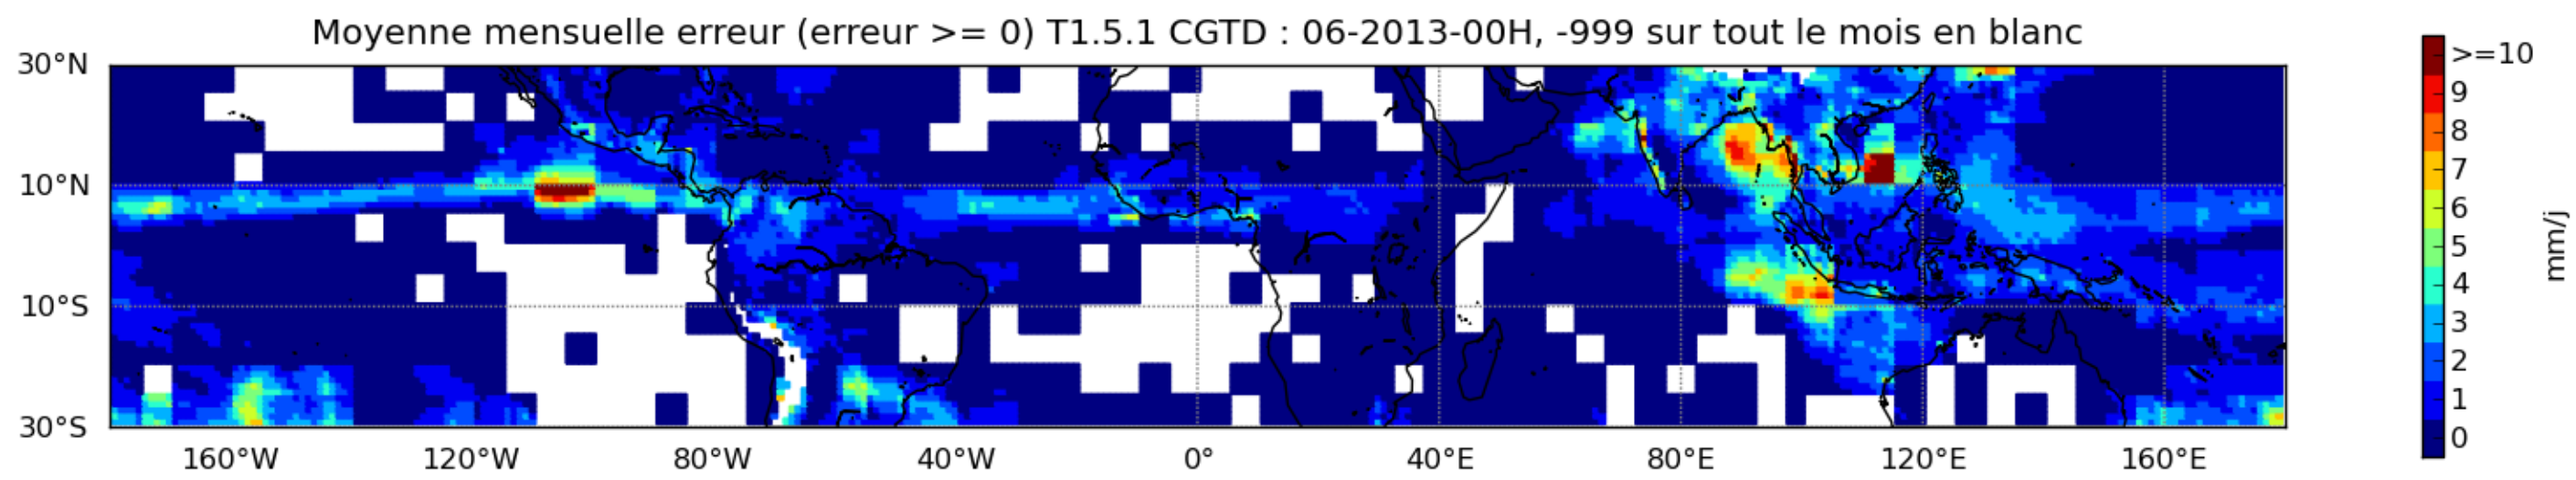 Moyenne mensuelle erreur (erreur >= 0) T1.5.1 CGTD : 06-2013-00H, -999 sur tout le mois en blanc
30°N
10°N
10°S
30°S
160°W 120°W 80°W 40°W 0° 40°E 80°E 120°E 160°E
>=10
9
8
7
6
5
4
3
2
1
0
mm/j